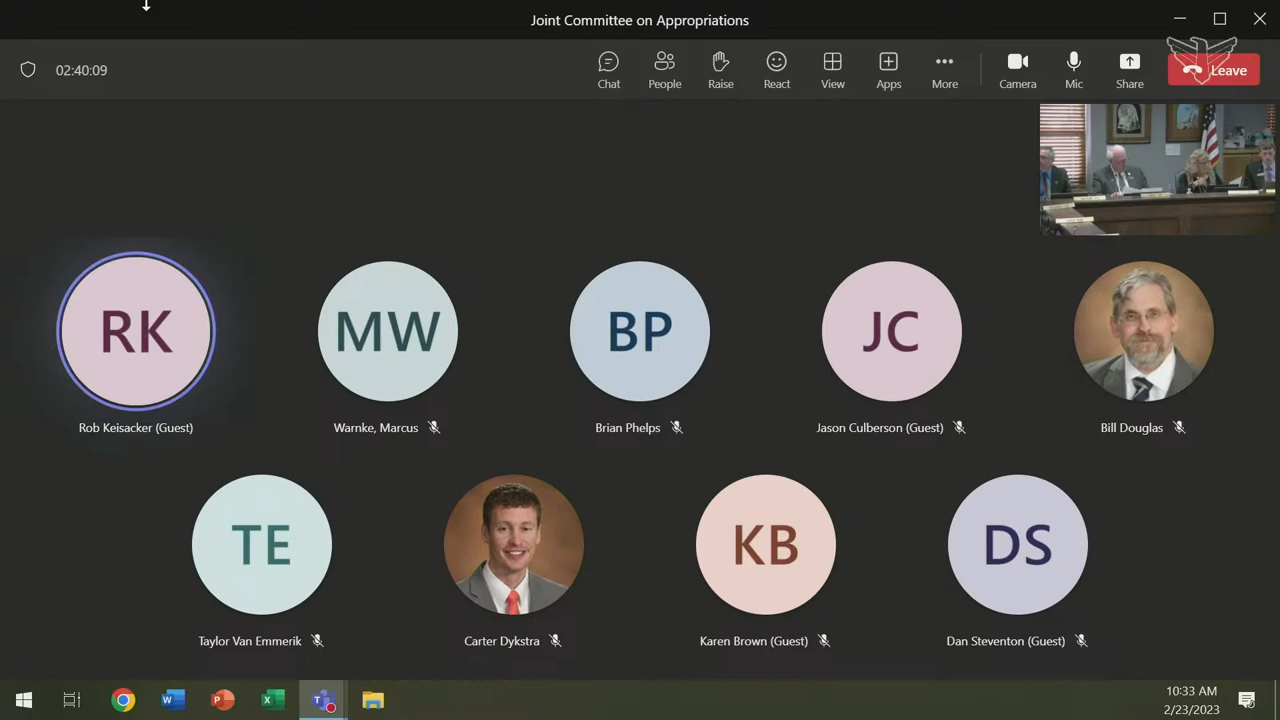 Joint Committee on Appropriations
02:40:09
Chat
People
Raise
React
View
Apps
More
Camera
Mic
Share
Leave
RK
MW
BP
JC
Rob Keisacker (Guest)
Warnke, Marcus
Brian Phelps
Jason Culberson (Guest)
Bill Douglas
TE
KB
DS
Taylor Van Emmerik
Carter Dykstra
Karen Brown (Guest)
Dan Steventon (Guest)
10:33 AM
2/23/2023